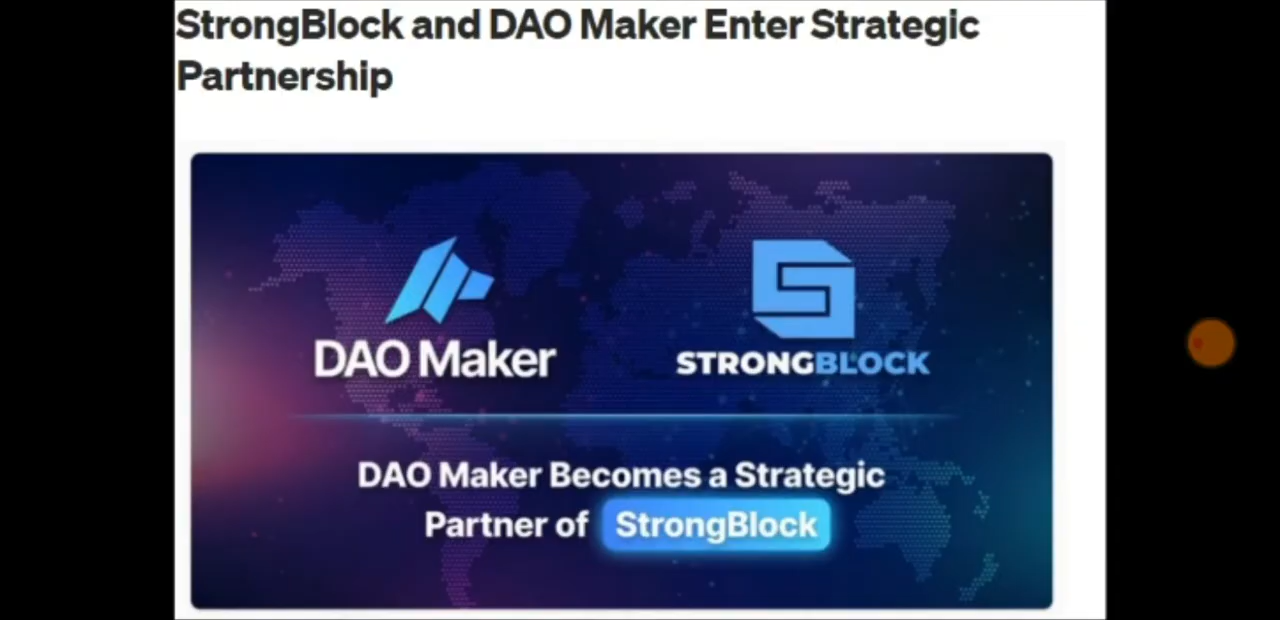 StrongBlock and DAO Maker Enter Strategic
Partnership
DAO Maker
STRONGBLOCK
DAO Maker Becomes a Strategic
Partner of StrongBlock